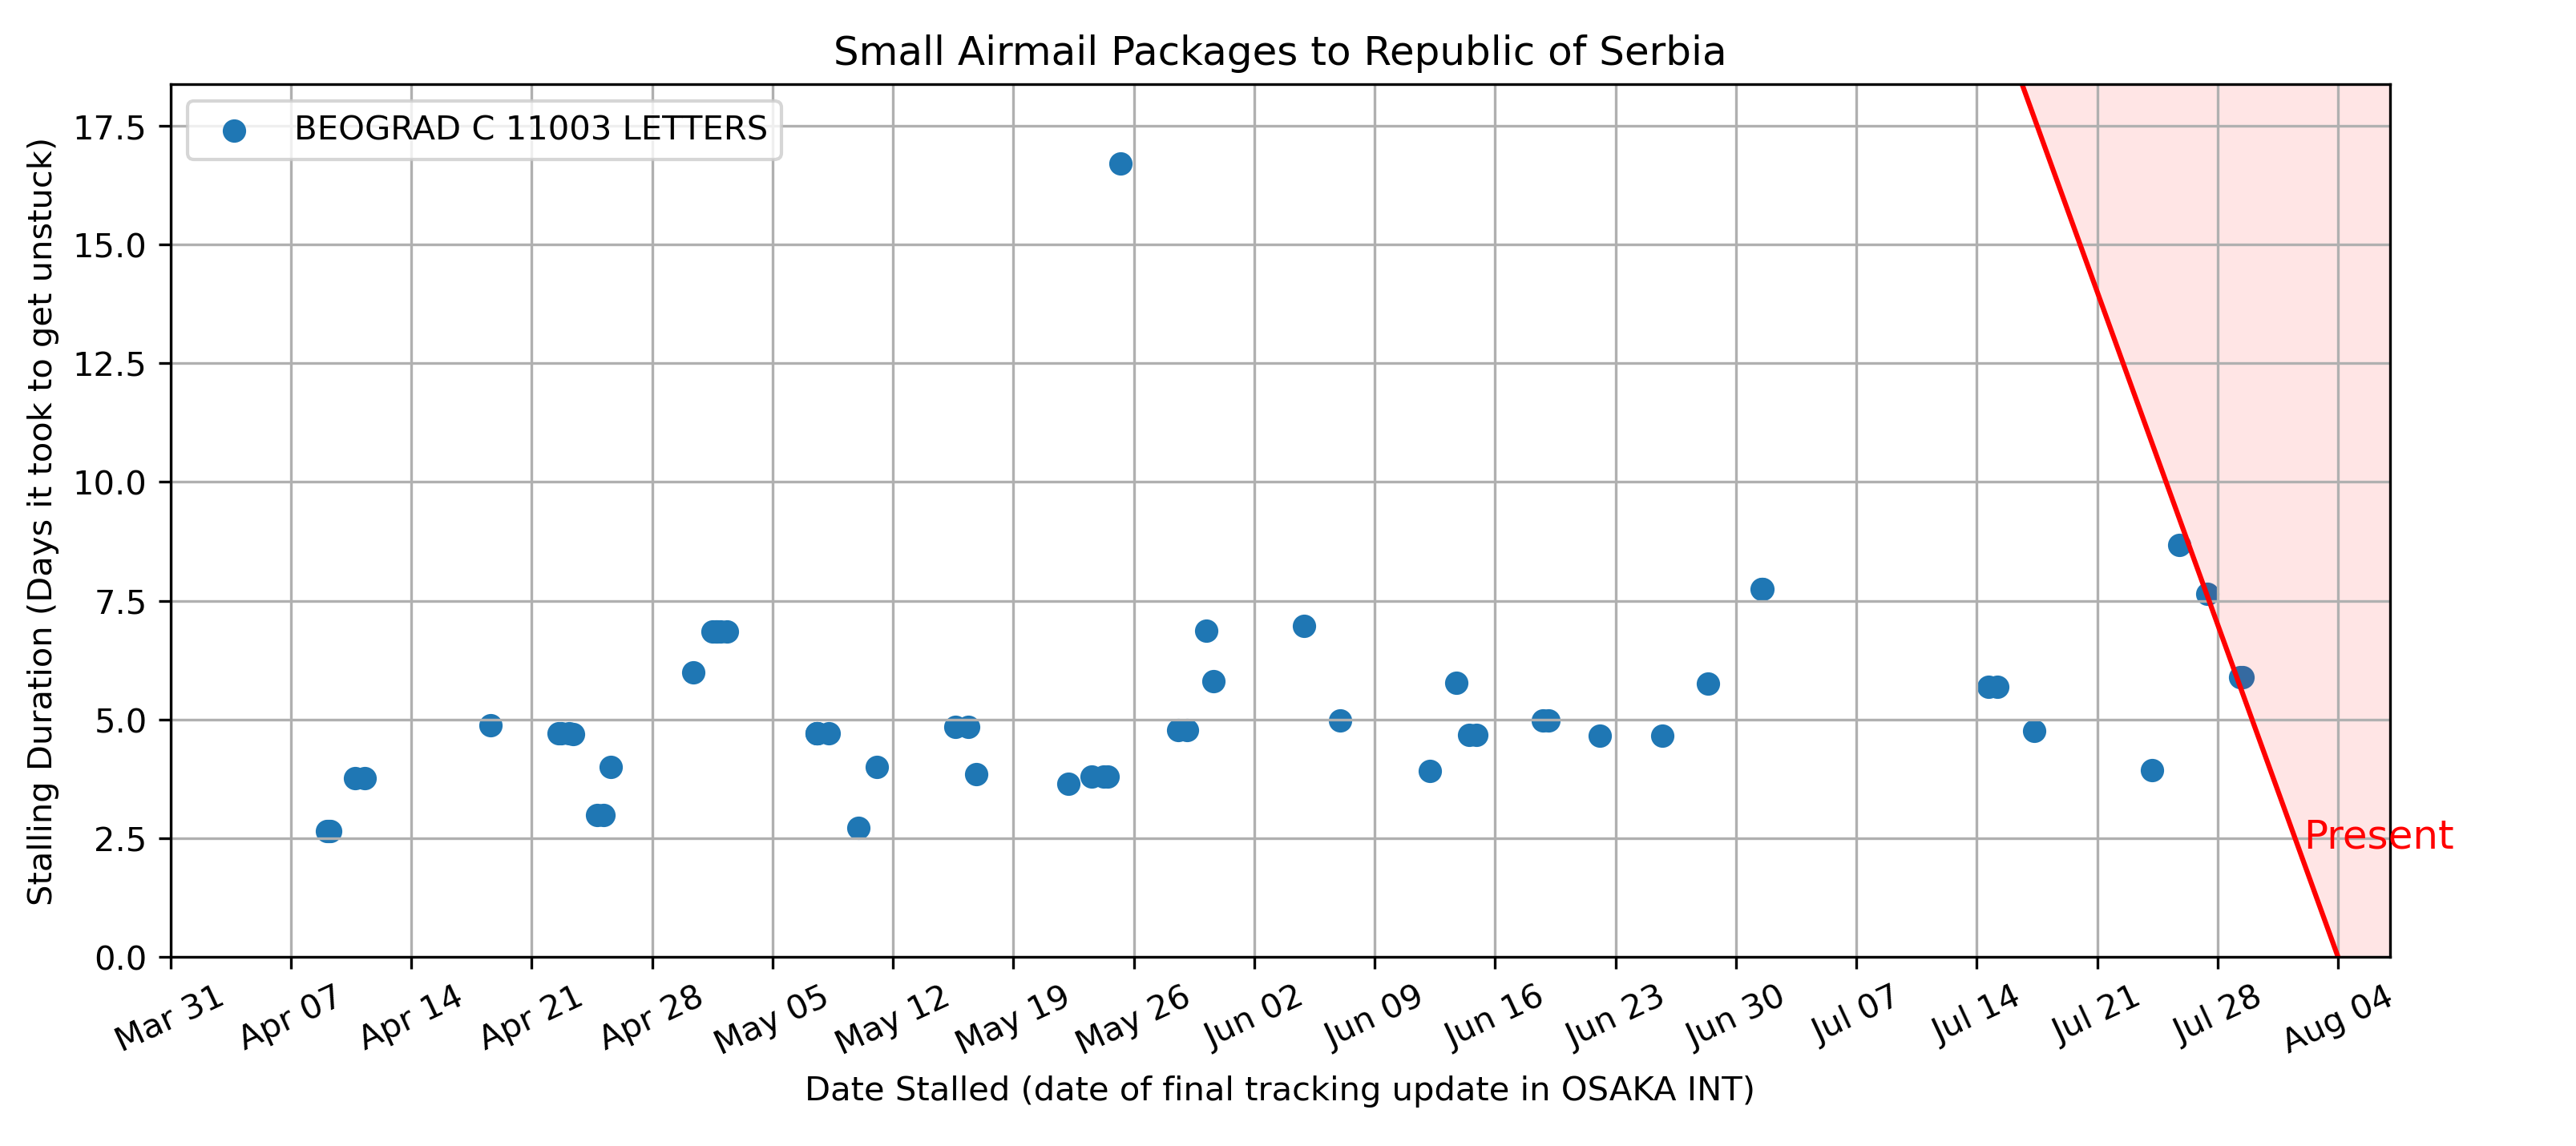 Small Airmail Packages to Republic of Serbia
BEOGRAD C 11003 LETTERS
Stalling Duration (Days it took to get unstuck)
17.5
15.0
12.5
10.0
7.5
5.0
2.5
0.0
Present
Mar 31
Apr 07
Apr 14
Apr 21
Apr 28
May 05
May 12
May 19
May 26
Jun 02
Jun 09
Jun 16
Jun 23
Jun 30
Jul 07
Jul 14
Jul 21
Jul 28
Aug 04
Date Stalled (date of final tracking update in OSAKA INT)